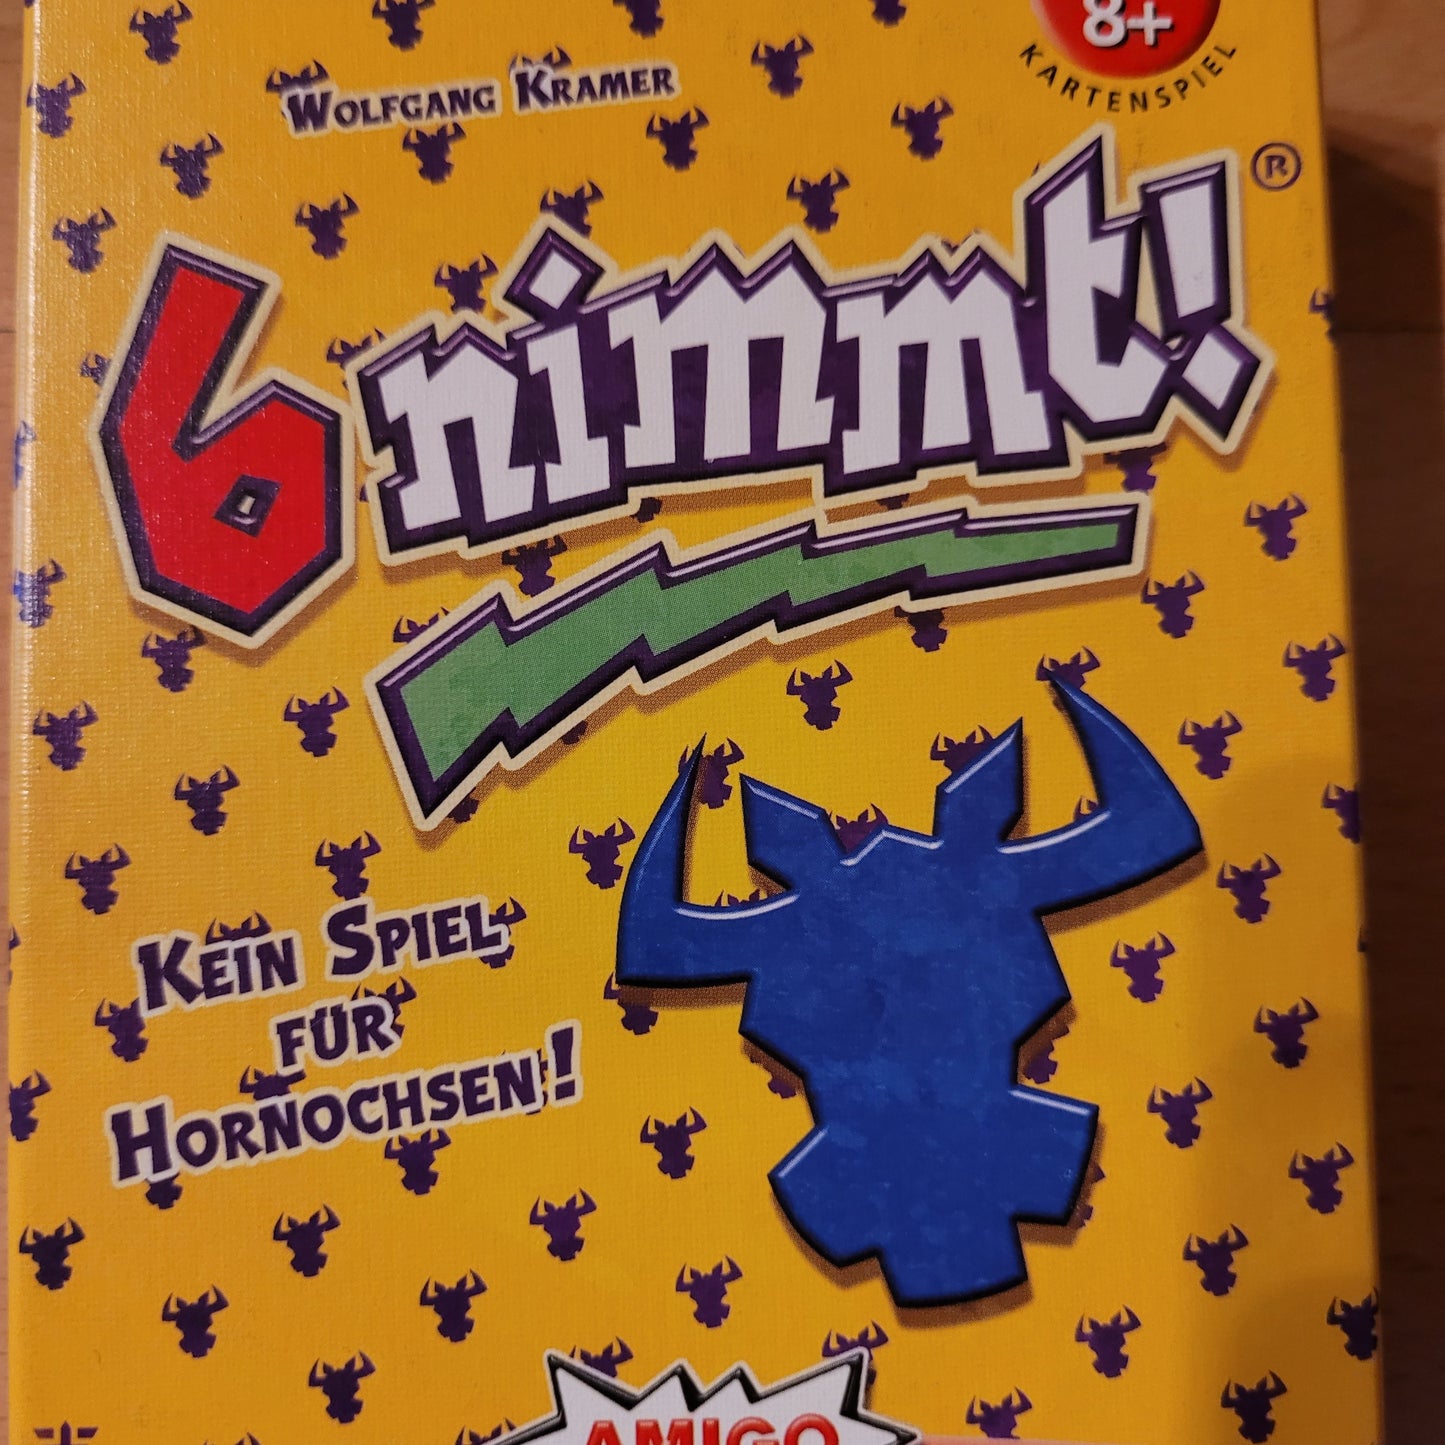 8+
KARTENSPIEL
WOLFGANG KRAMER
6 nimmt!®
KEIN SPIEL
FÜR
HORNOCHSEN!
AMIGO